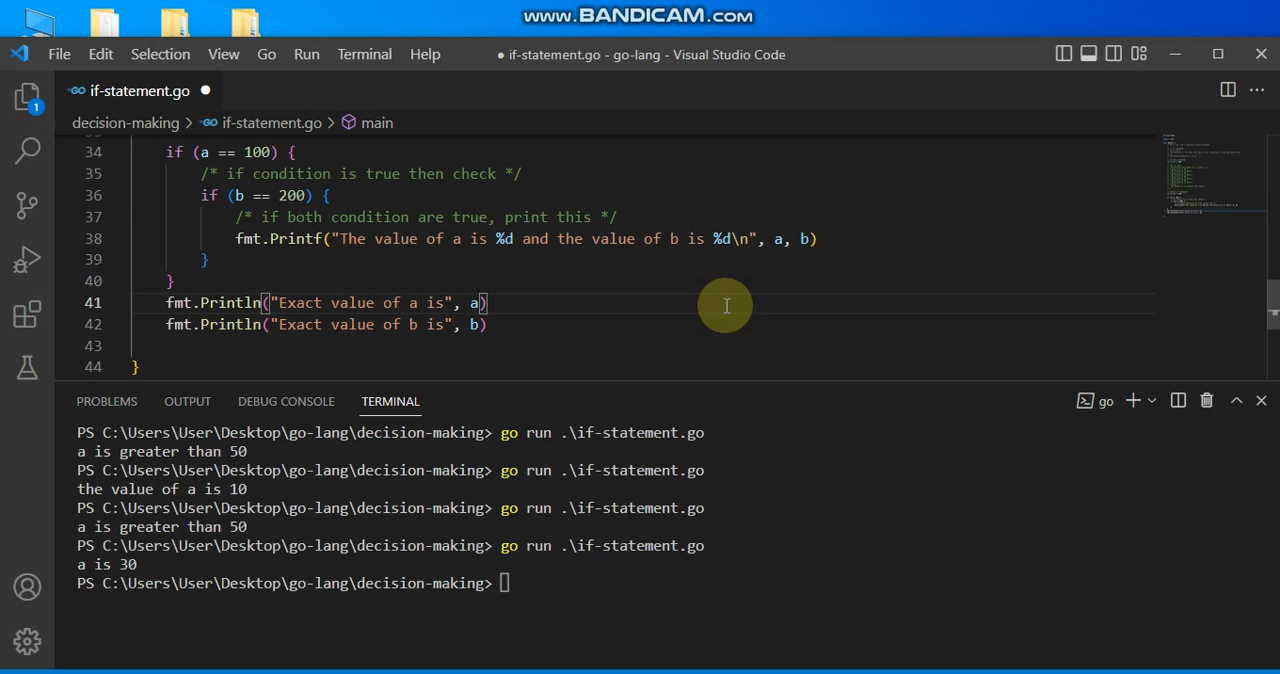 www.BANDICAM.com
File Edit Selection View Go Run Terminal Help
● if-statement.go - go-lang - Visual Studio Code
GO if-statement.go ●
decision-making > GO if-statement.go > main
34 if (a == 100) {
35 /* if condition is true then check */
36 if (b == 200) {
37 /* if both condition are true, print this */
38 fmt.Printf("The value of a is %d and the value of b is %d\n", a, b)
39 }
40 }
41 fmt.Println("Exact value of a is", a)
42 fmt.Println("Exact value of b is", b)
43
44 }
1
PROBLEMS OUTPUT DEBUG CONSOLE TERMINAL go
PS C:\Users\User\Desktop\go-lang\decision-making> go run .\if-statement.go
a is greater than 50
PS C:\Users\User\Desktop\go-lang\decision-making> go run .\if-statement.go
the value of a is 10
PS C:\Users\User\Desktop\go-lang\decision-making> go run .\if-statement.go
a is greater than 50
PS C:\Users\User\Desktop\go-lang\decision-making> go run .\if-statement.go
a is 30
PS C:\Users\User\Desktop\go-lang\decision-making>